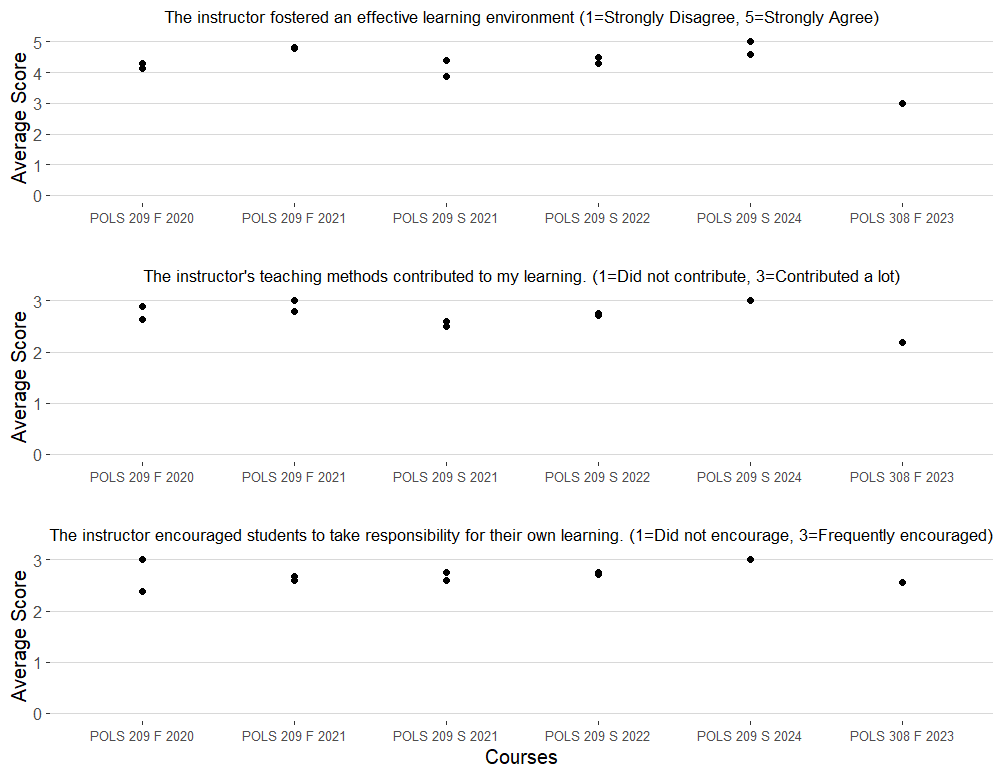 The instructor fostered an effective learning environment (1=Strongly Disagree, 5=Strongly Agree)
Average Score
5
4
3
2
1
0
POLS 209 F 2020 POLS 209 F 2021 POLS 209 S 2021 POLS 209 S 2022 POLS 209 S 2024 POLS 308 F 2023
The instructor's teaching methods contributed to my learning. (1=Did not contribute, 3=Contributed a lot)
Average Score
3
2
1
0
POLS 209 F 2020 POLS 209 F 2021 POLS 209 S 2021 POLS 209 S 2022 POLS 209 S 2024 POLS 308 F 2023
The instructor encouraged students to take responsibility for their own learning. (1=Did not encourage, 3=Frequently encouraged)
Average Score
3
2
1
0
POLS 209 F 2020 POLS 209 F 2021 POLS 209 S 2021 POLS 209 S 2022 POLS 209 S 2024 POLS 308 F 2023
Courses